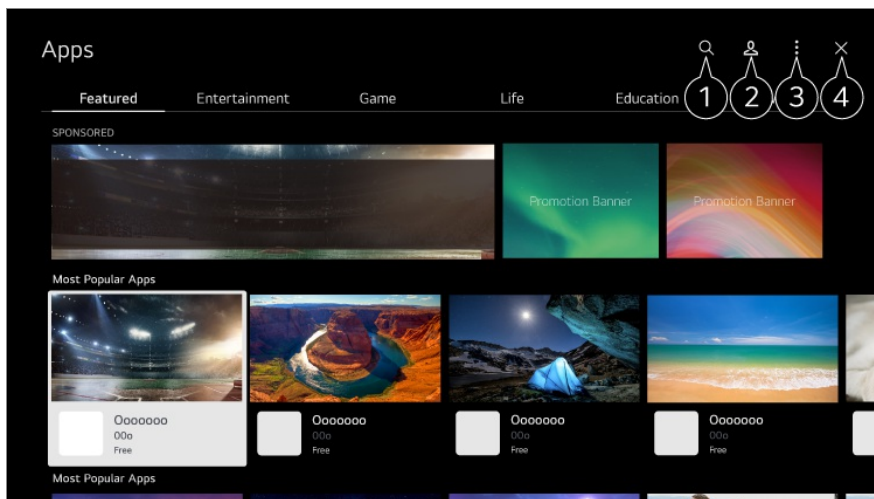 Apps
Featured Entertainment Game Life Education
1 2 3 4
SPONSORED
Promotion Banner Promotion Banner
Most Popular Apps
Ooooooo Ooooooo Ooooooo Ooooooo
00o 00o 00o 00o
Free Free Free Free
Most Popular Apps